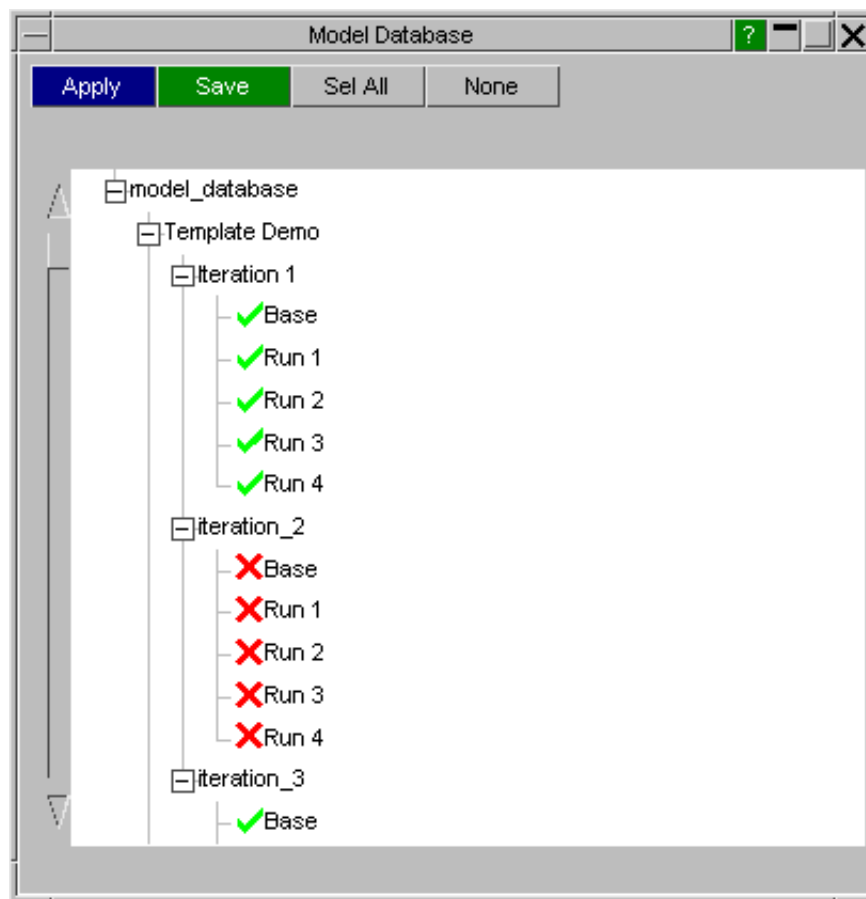 Model Database ?
Apply Save Sel All None
model_database
Template Demo
Iteration 1
Base
Run 1
Run 2
Run 3
Run 4
iteration_2
Base
Run 1
Run 2
Run 3
Run 4
iteration_3
Base